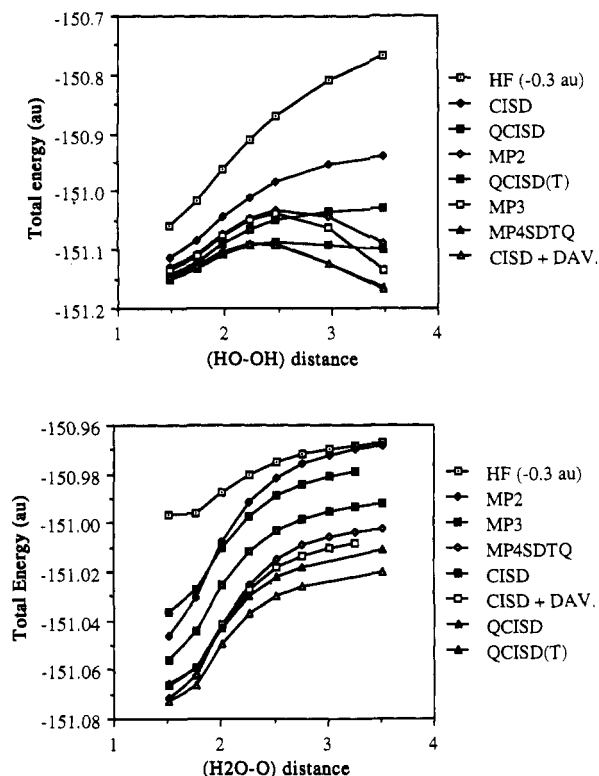 -150.7
-150.8
-150.9
-151.0
-151.1
-151.2
Total energy (au)
1
2
3
4
(HO-OH) distance
HF (-0.3 au)
CISD
QCISD
MP2
QCISD(T)
MP3
MP4SDTQ
CISD + DAV.
-150.96
-150.98
-151.00
-151.02
-151.04
-151.06
-151.08
Total Energy (au)
1
2
3
4
(H2O-O) distance
HF (-0.3 au)
MP2
MP3
MP4SDTQ
CISD
CISD + DAV.
QCISD
QCISD(T)